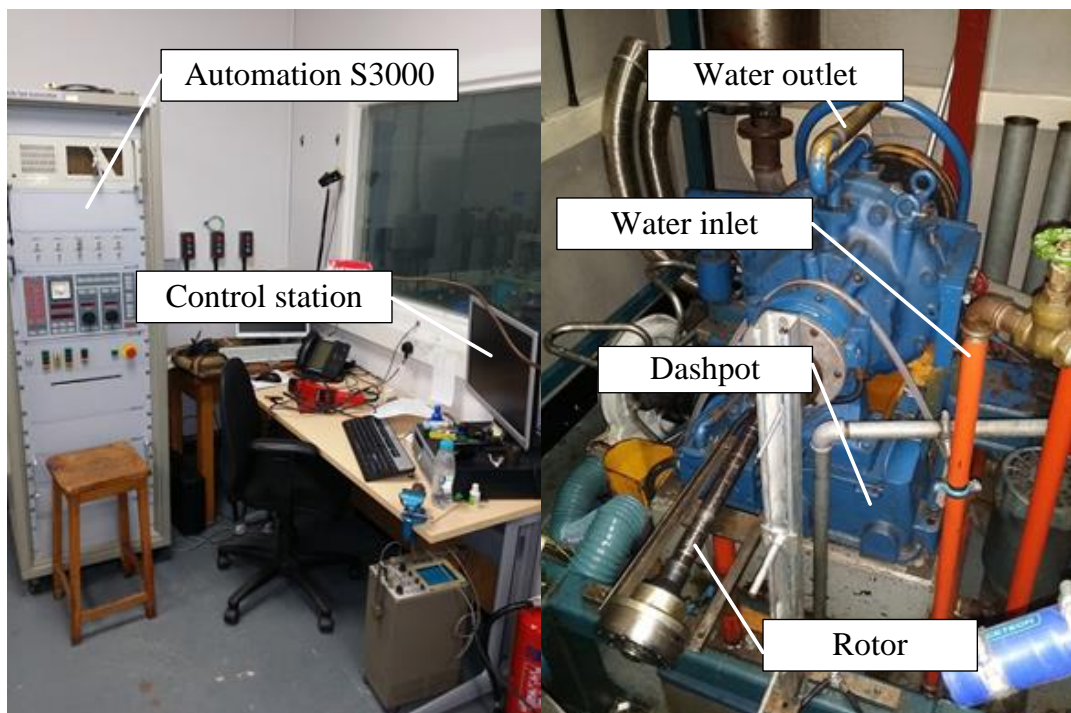 Automation S3000
Control station
Water outlet
Water inlet
Dashpot
Rotor